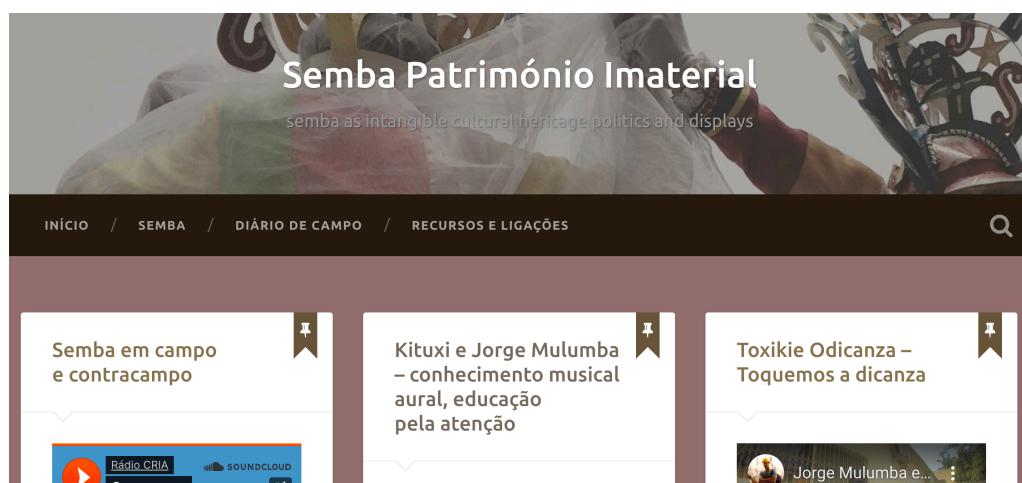 Semba Património Imaterial
semba as intangible cultural heritage politics and displays
INÍCIO / SEMBA / DIÁRIO DE CAMPO / RECURSOS E LIGAÇÕES
Semba em campo
e contracampo
Rádio CRIA
SOUNDCLOUD
Kituxi e Jorge Mulumba
– conhecimento musical
aural, educação
pela atenção
Toxikie Odicanza –
Toquemos a dicanza
Jorge Mulumba e...